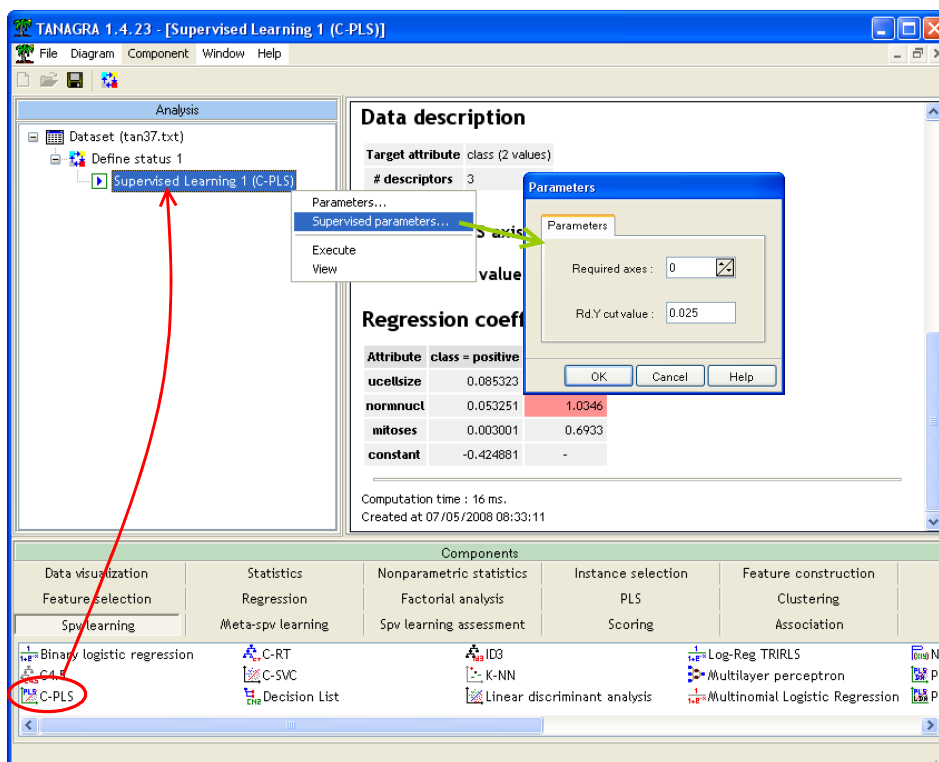 TANAGRA 1.4.23 - [Supervised Learning 1 (C-PLS)]
File Diagram Component Window Help
Analysis
Dataset (tan37.txt)
Define status 1
Supervised Learning 1 (C-PLS)
Parameters...
Supervised parameters...
Execute
View
Data description
Target attribute class (2 values)
# descriptors 3
S axis
value
Regression coeff
Attribute class = positive
ucellsize 0.085323
normnucl 0.053251 1.0346
mitoses 0.003001 0.6933
constant -0.424881 -
Computation time : 16 ms.
Created at 07/05/2008 08:33:11
Parameters
Parameters
Required axes : 0
Rd.Y cut value : 0.025
OK Cancel Help
Components
Data visualization Statistics Nonparametric statistics Instance selection Feature construction
Feature selection Regression Factorial analysis PLS Clustering
Spv learning Meta-spv learning Spv learning assessment Scoring Association
Binary logistic regression C-RT ID3 Log-Reg TRIRLS N
C4.5 C-SVC K-NN Multilayer perceptron P
C-PLS Decision List Linear discriminant analysis Multinomial Logistic Regression P